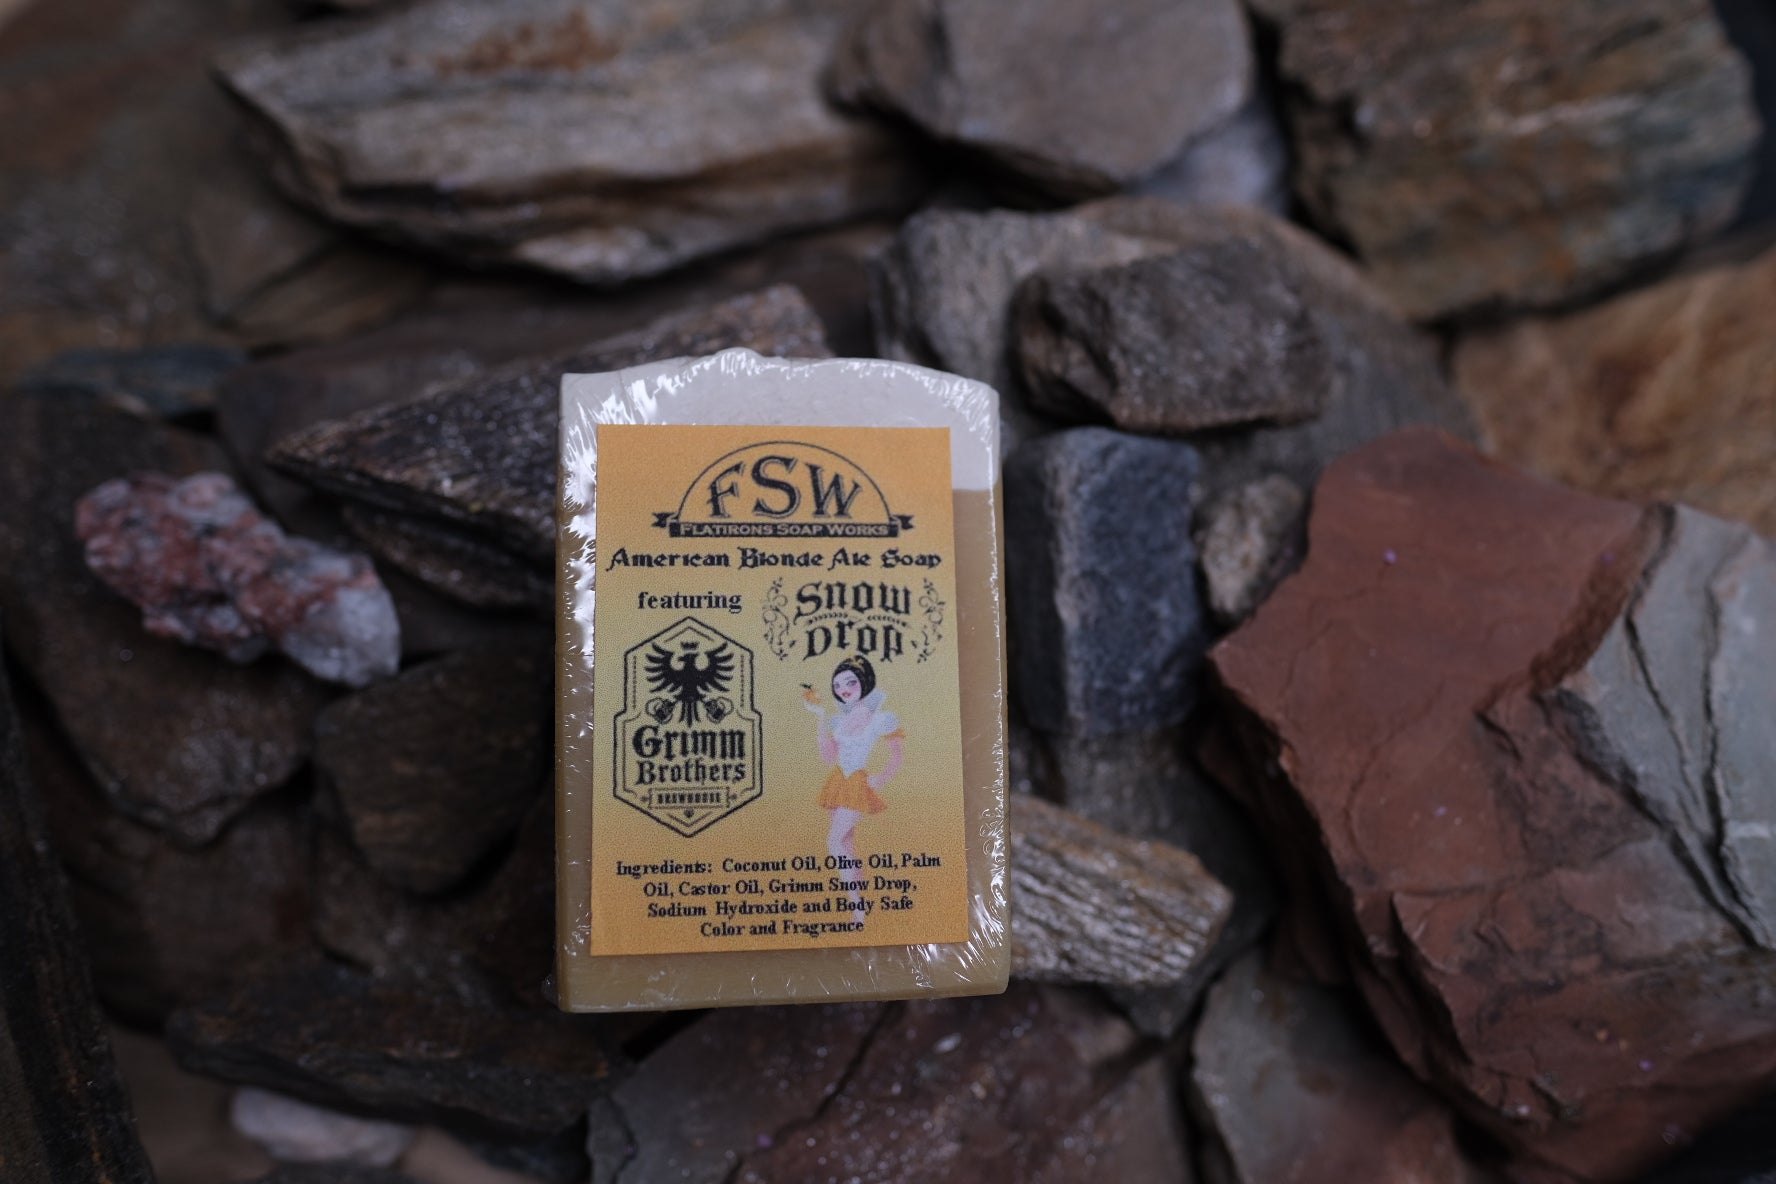 FSW
FLATIRONS SOAP WORKS
American Blonde Ale Soap
featuring
Snow
Drop
Grimm
Brothers
BREWHOUSE
Ingredients: Coconut Oil, Olive Oil, Palm
Oil, Castor Oil, Grimm Snow Drop,
Sodium Hydroxide and Body Safe
Color and Fragrance